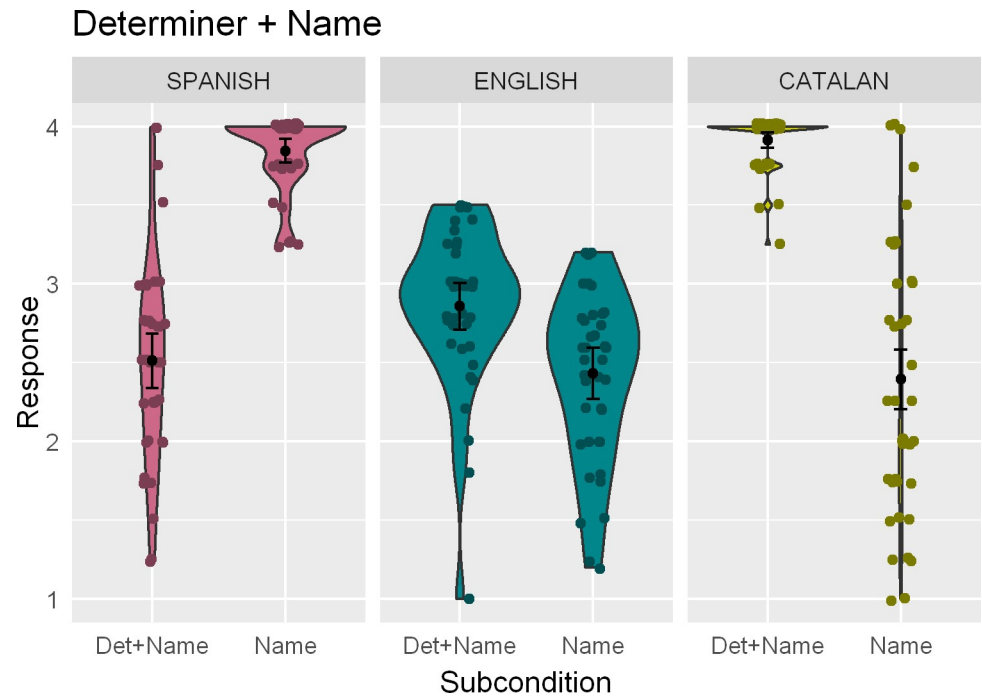 Determiner + Name
SPANISH
ENGLISH
CATALAN
Response
4
3
2
1
Det+Name
Name
Det+Name
Name
Det+Name
Name
Subcondition